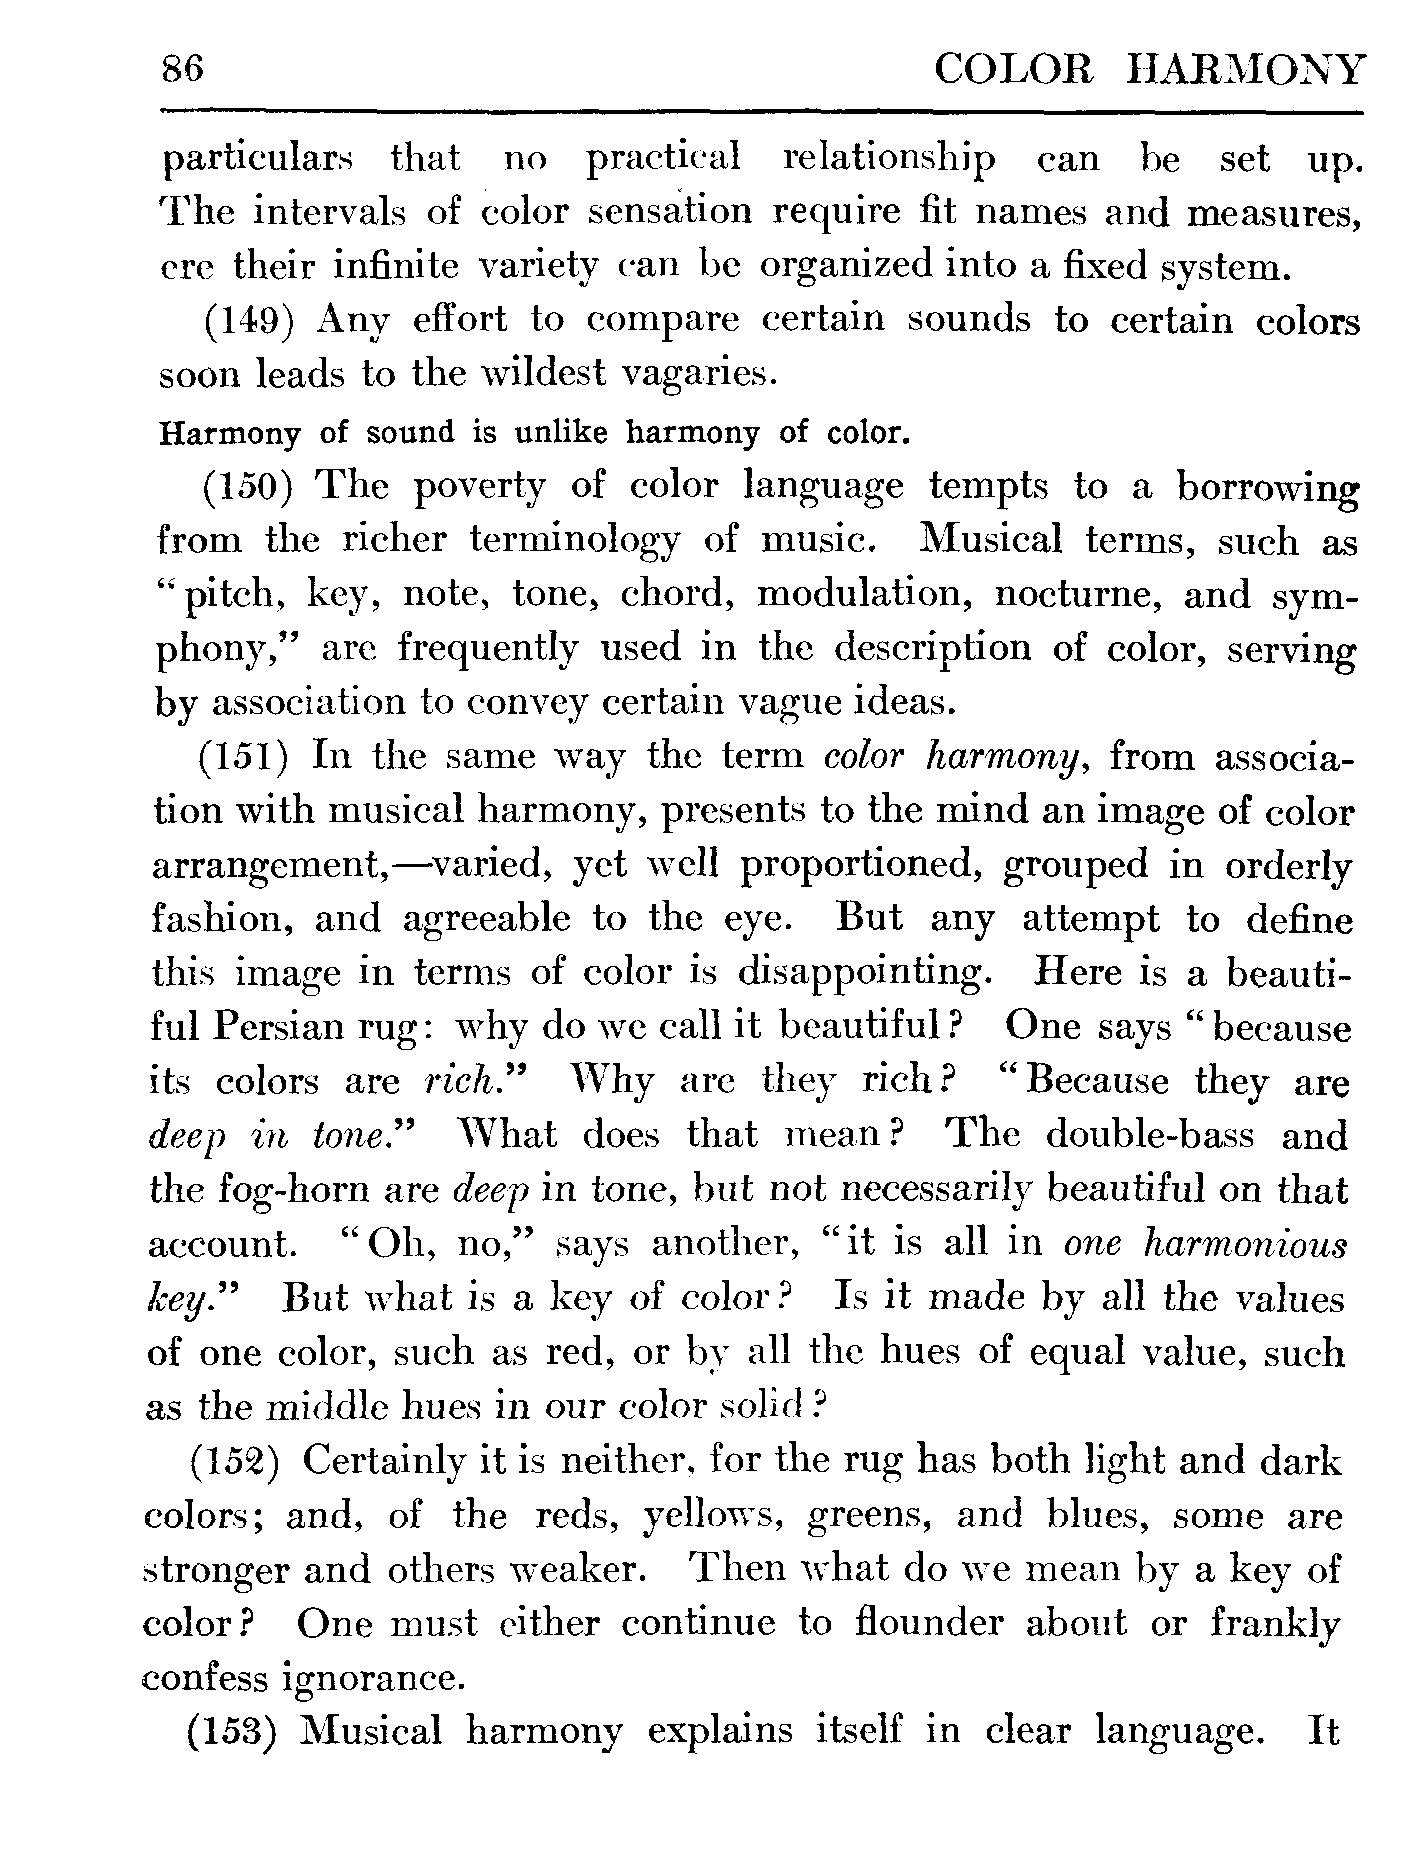 86 COLOR HARMONY
particulars that no practical relationship can be set up.
The intervals of color sensation require fit names and measures,
ere their infinite variety can be organized into a fixed system.
(149) Any effort to compare certain sounds to certain colors
soon leads to the wildest vagaries.
Harmony of sound is unlike harmony of color.
(150) The poverty of color language tempts to a borrowing
from the richer terminology of music. Musical terms, such as
“pitch, key, note, tone, chord, modulation, nocturne, and sym-
phony,” are frequently used in the description of color, serving
by association to convey certain vague ideas.
(151) In the same way the term color harmony, from associa-
tion with musical harmony, presents to the mind an image of color
arrangement,—varied, yet well proportioned, grouped in orderly
fashion, and agreeable to the eye. But any attempt to define
this image in terms of color is disappointing. Here is a beauti-
ful Persian rug: why do we call it beautiful? One says “because
its colors are rich.” Why are they rich? “Because they are
deep in tone.” What does that mean? The double-bass and
the fog-horn are deep in tone, but not necessarily beautiful on that
account. “Oh, no,” says another, “it is all in one harmonious
key.” But what is a key of color? Is it made by all the values
of one color, such as red, or by all the hues of equal value, such
as the middle hues in our color solid?
(152) Certainly it is neither, for the rug has both light and dark
colors; and, of the reds, yellows, greens, and blues, some are
stronger and others weaker. Then what do we mean by a key of
color? One must either continue to flounder about or frankly
confess ignorance.
(153) Musical harmony explains itself in clear language. It